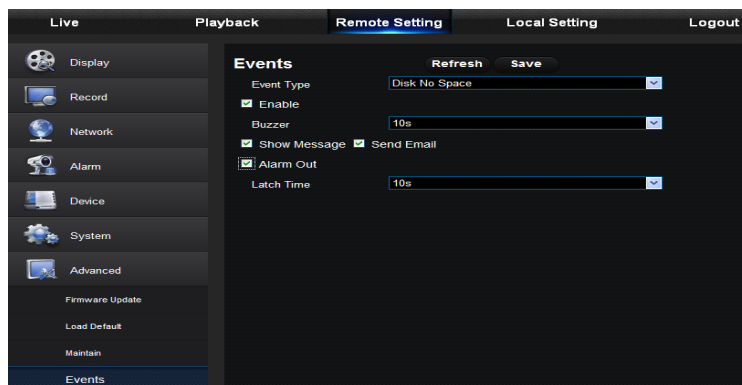 Live Playback Remote Setting Local Setting Logout
Display
Record
Network
Alarm
Device
System
Advanced
Firmware Update
Load Default
Maintain
Events
Events Refresh Save
Event Type Disk No Space
Enable
Buzzer 10s
Show Message Send Email
Alarm Out
Latch Time 10s